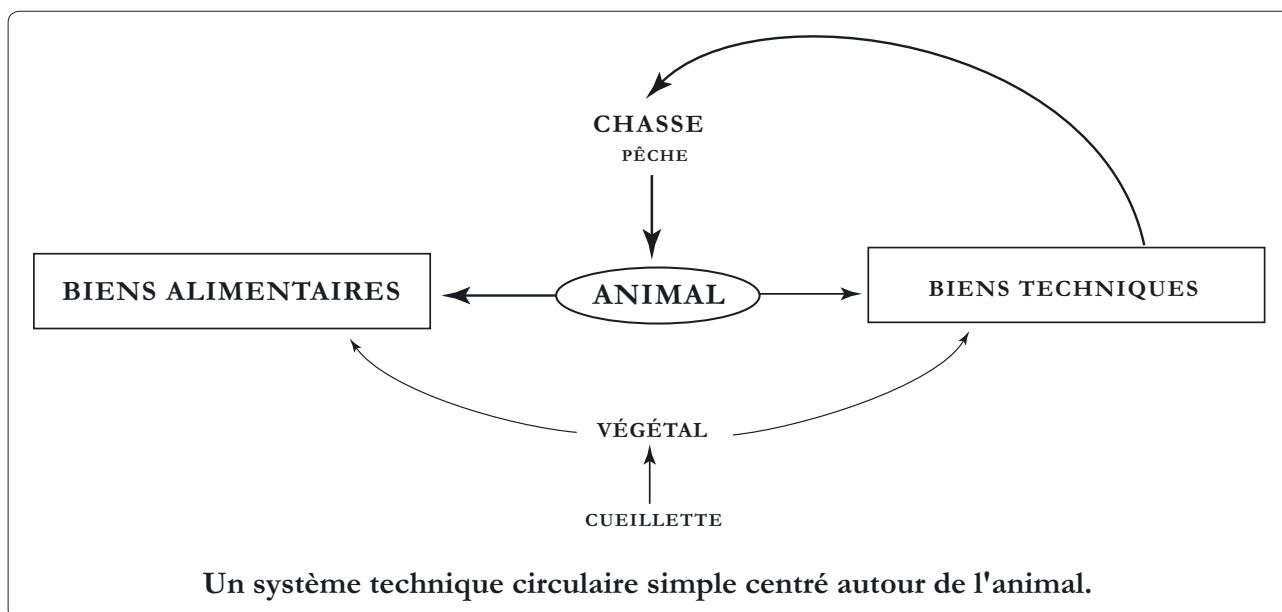 CHASSE
PÊCHE
BIENS ALIMENTAIRES
ANIMAL
BIENS TECHNIQUES
VÉGÉTAL
CUEILLETTE
Un système technique circulaire simple centré autour de l'animal.